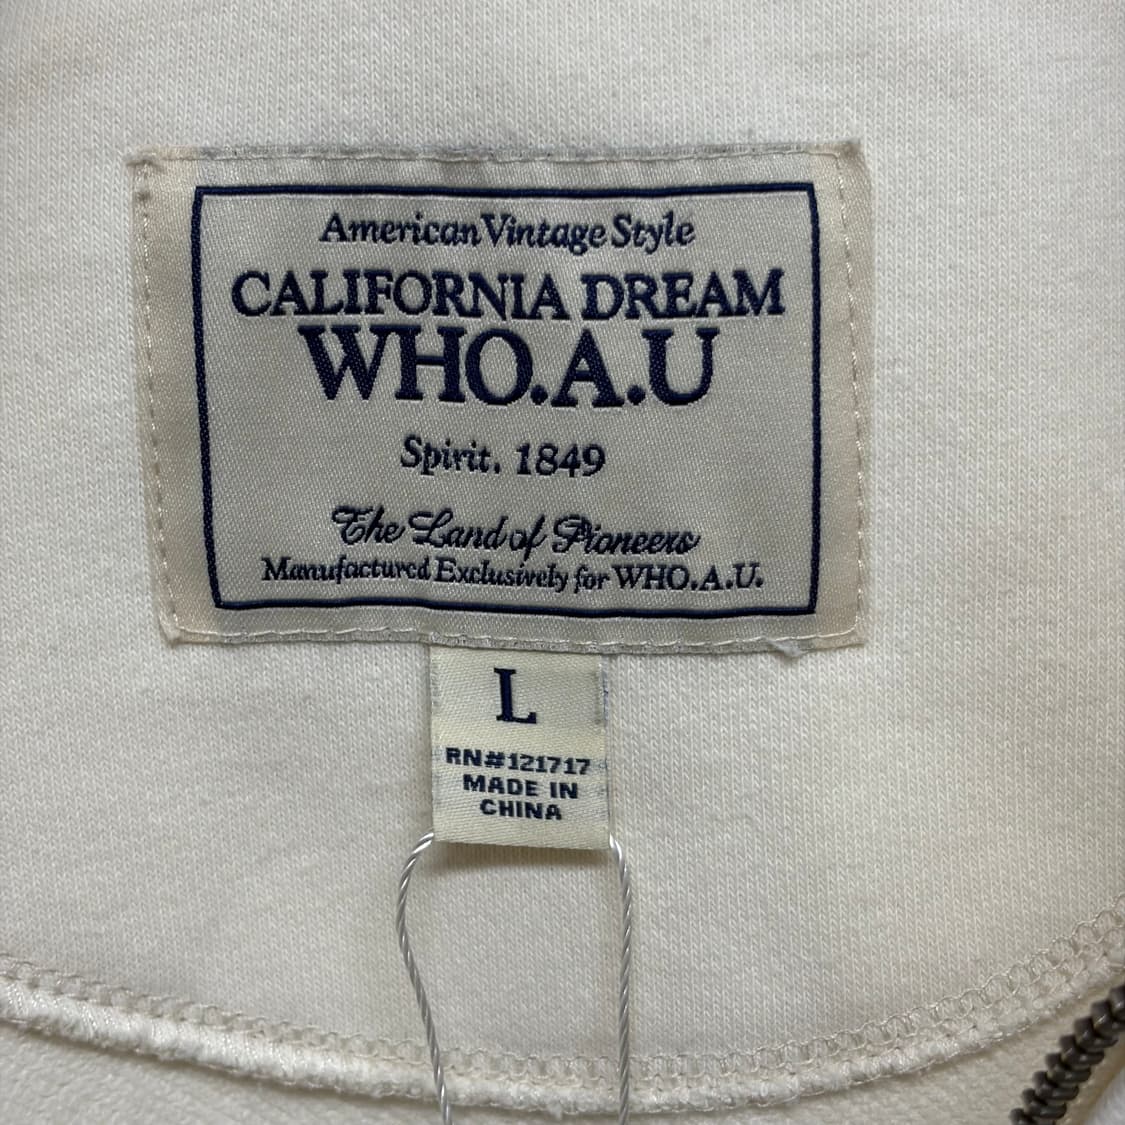 American Vintage Style
CALIFORNIA DREAM
WHO.A.U
Spirit. 1849
The Land of Pioneers
Manufactured Exclusively for WHO.A.U.
L
RN#121717
MADE IN
CHINA